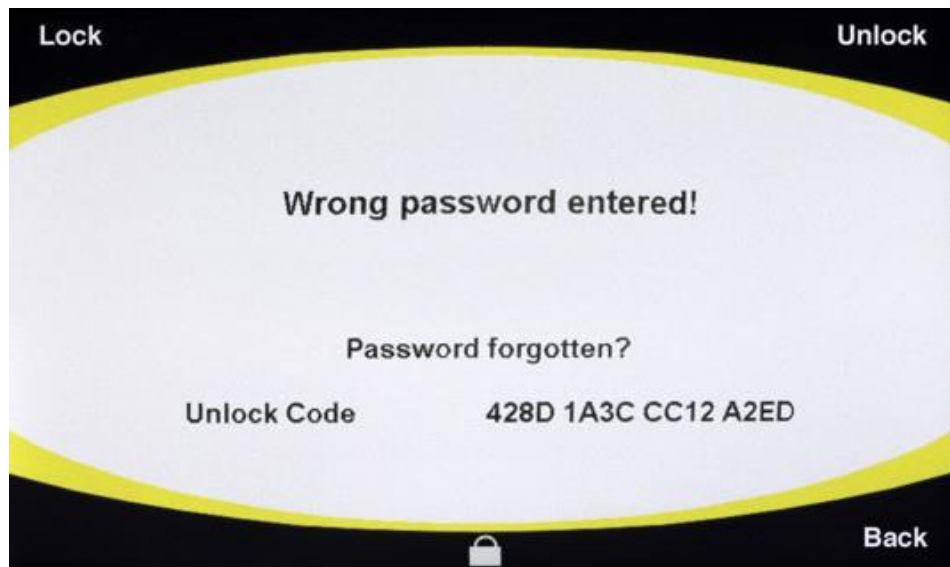 Lock
Unlock
Wrong password entered!
Password forgotten?
Unlock Code 428D 1A3C CC12 A2ED
Back